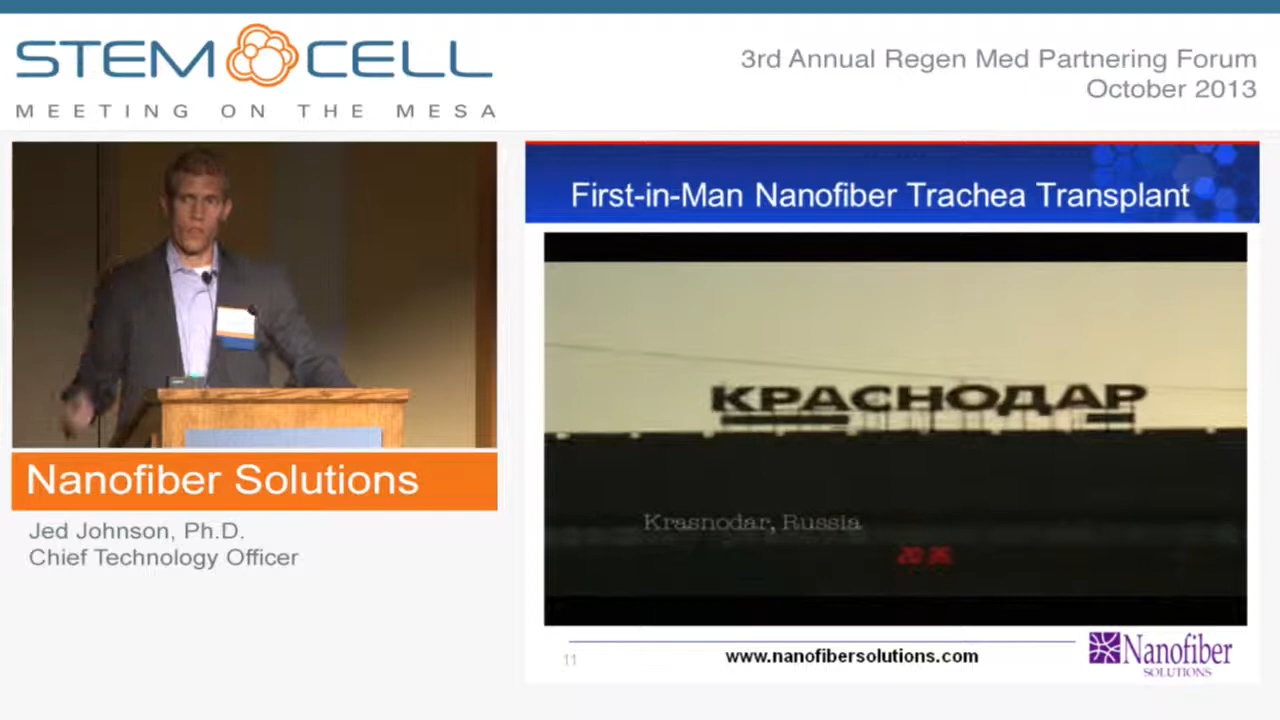 STEM CELL
MEETING ON THE MESA
3rd Annual Regen Med Partnering Forum
October 2013
Nanofiber Solutions
Jed Johnson, Ph.D.
Chief Technology Officer
First-in-Man Nanofiber Trachea Transplant
КРАСНОДАР
Krasnodar, Russia
11
www.nanofibersolutions.com
Nanofiber
SOLUTIONS